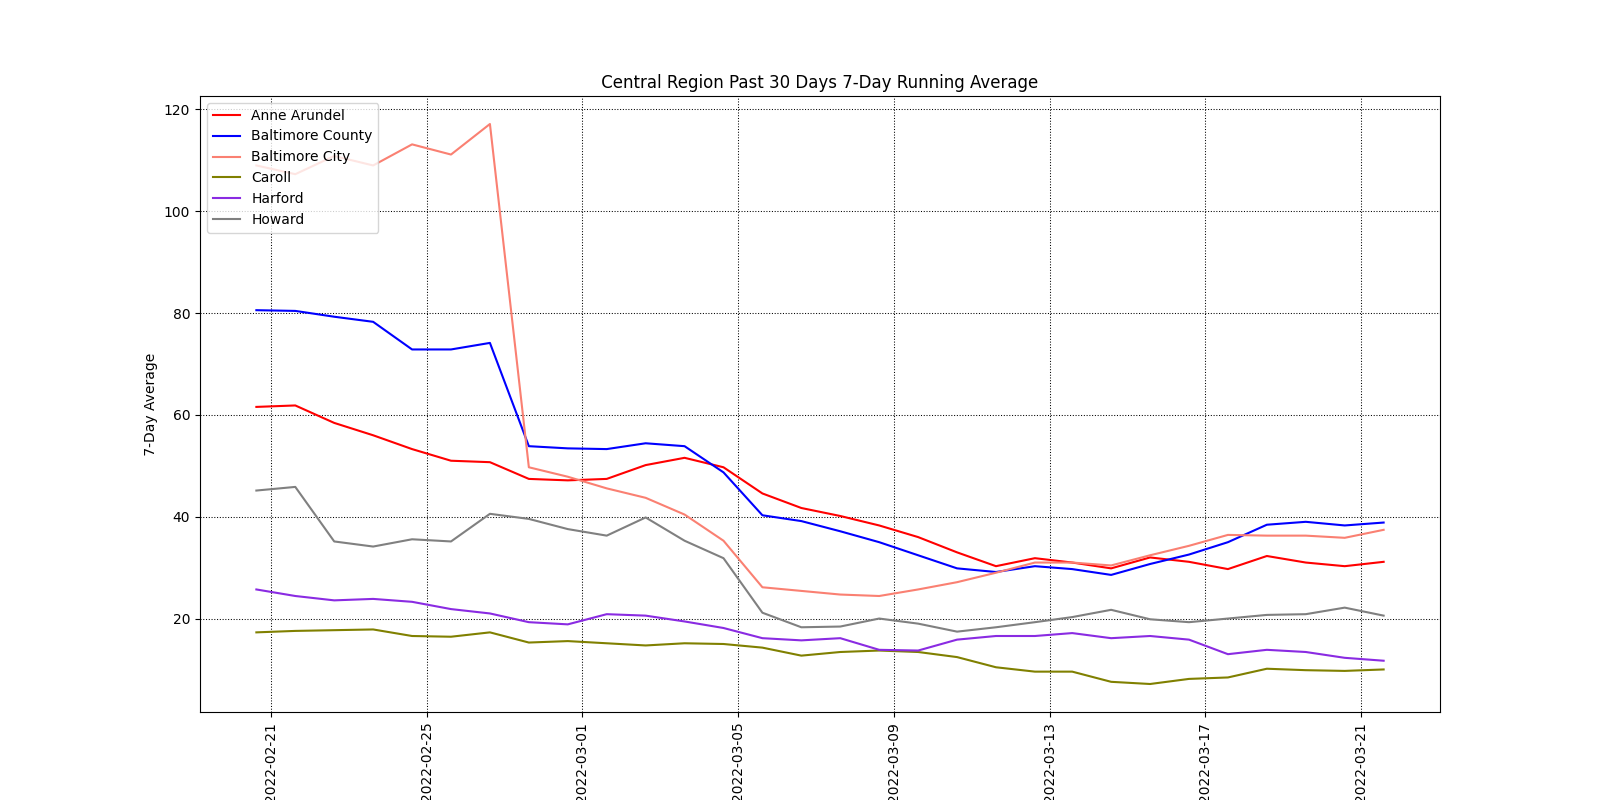 Central Region Past 30 Days 7-Day Running Average
120
100
80
60
40
20
7-Day Average
Anne Arundel
Baltimore County
Baltimore City
Caroll
Harford
Howard
2022-02-21
2022-02-25
2022-03-01
2022-03-05
2022-03-09
2022-03-13
2022-03-17
2022-03-21